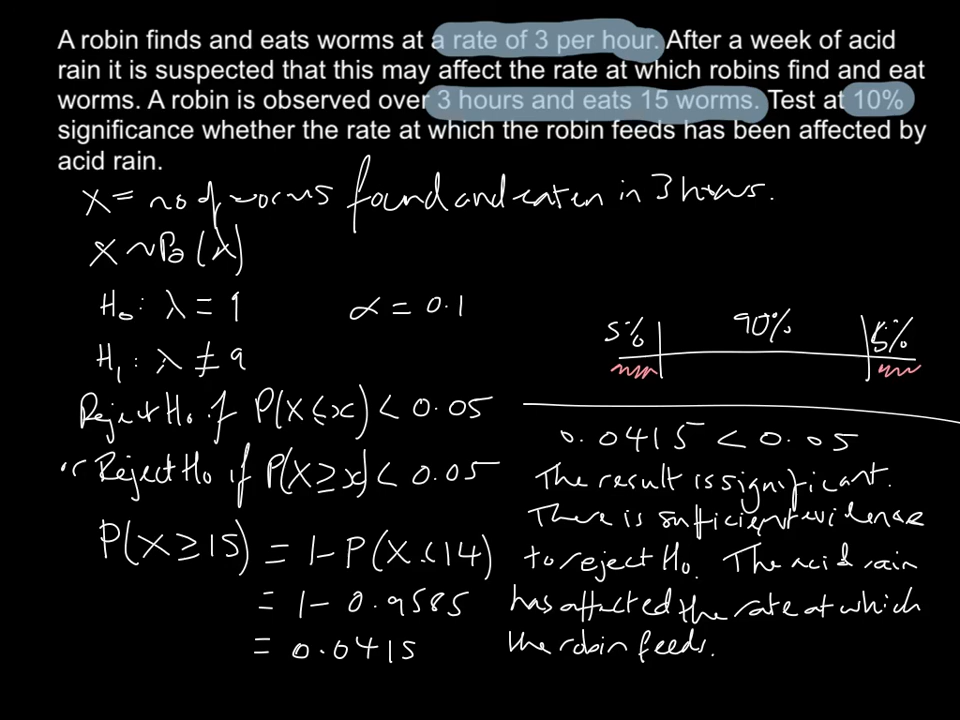 A robin finds and eats worms at a rate of 3 per hour. After a week of acid
rain it is suspected that this may affect the rate at which robins find and eat
worms. A robin is observed over 3 hours and eats 15 worms. Test at 10%
significance whether the rate at which the robin feeds has been affected by
acid rain.
X = no of worms found and eaten in 3 hours.
X ~ Po (λ)
H₀ : λ = 9
α = 0.1
H₁ : λ ≠ 9
5% 90% 5%
Reject H₀ if P(X ≤ x) < 0.05
or Reject H₀ if P(X ≥ x) < 0.05
P(X ≥ 15) = 1 - P(X ≤ 14)
= 1 - 0.9585
= 0.0415
0.0415 < 0.05
The result is significant.
There is sufficient evidence
to reject H₀. The acid rain
has affected the rate at which
the robin feeds.